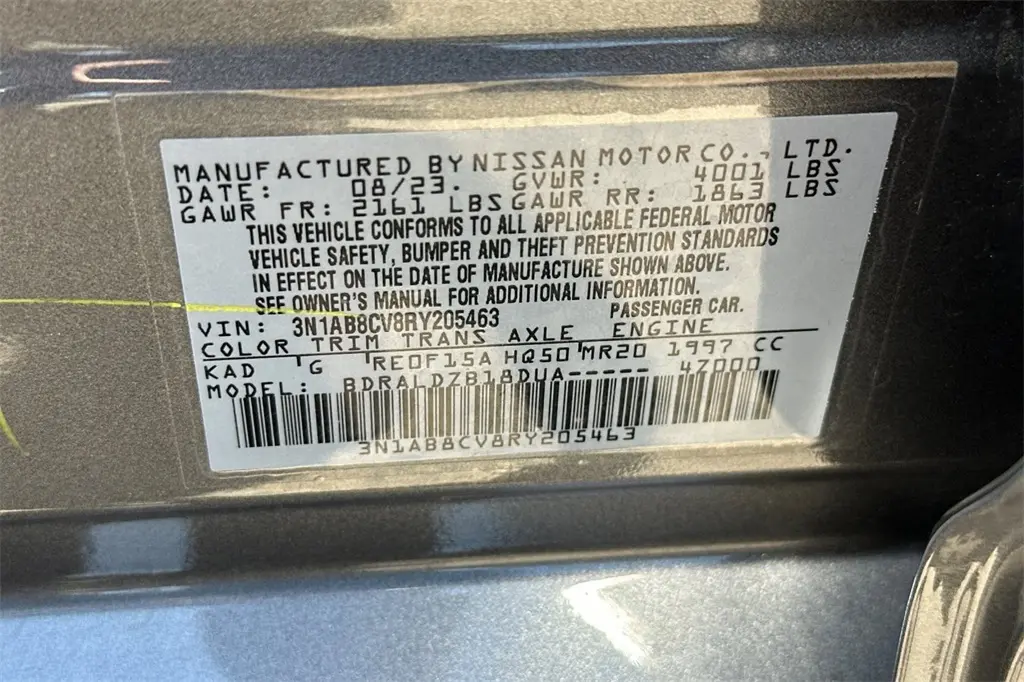 MANUFACTURED BY NISSAN MOTOR CO., LTD.
DATE: 08/23. GVWR: 4001 LBS
GAWR FR: 2161 LBS GAWR RR: 1863 LBS
THIS VEHICLE CONFORMS TO ALL APPLICABLE FEDERAL MOTOR
VEHICLE SAFETY, BUMPER AND THEFT PREVENTION STANDARDS
IN EFFECT ON THE DATE OF MANUFACTURE SHOWN ABOVE.
SEE OWNER'S MANUAL FOR ADDITIONAL INFORMATION.
VIN: 3N1AB8CV8RY205463 PASSENGER CAR.
COLOR TRIM TRANS AXLE ENGINE
KAD G RE0F15A HQ50 MR20 1997 CC
MODEL: BDRALDZB18DUA----- 47000
3N1AB8CV8RY205463